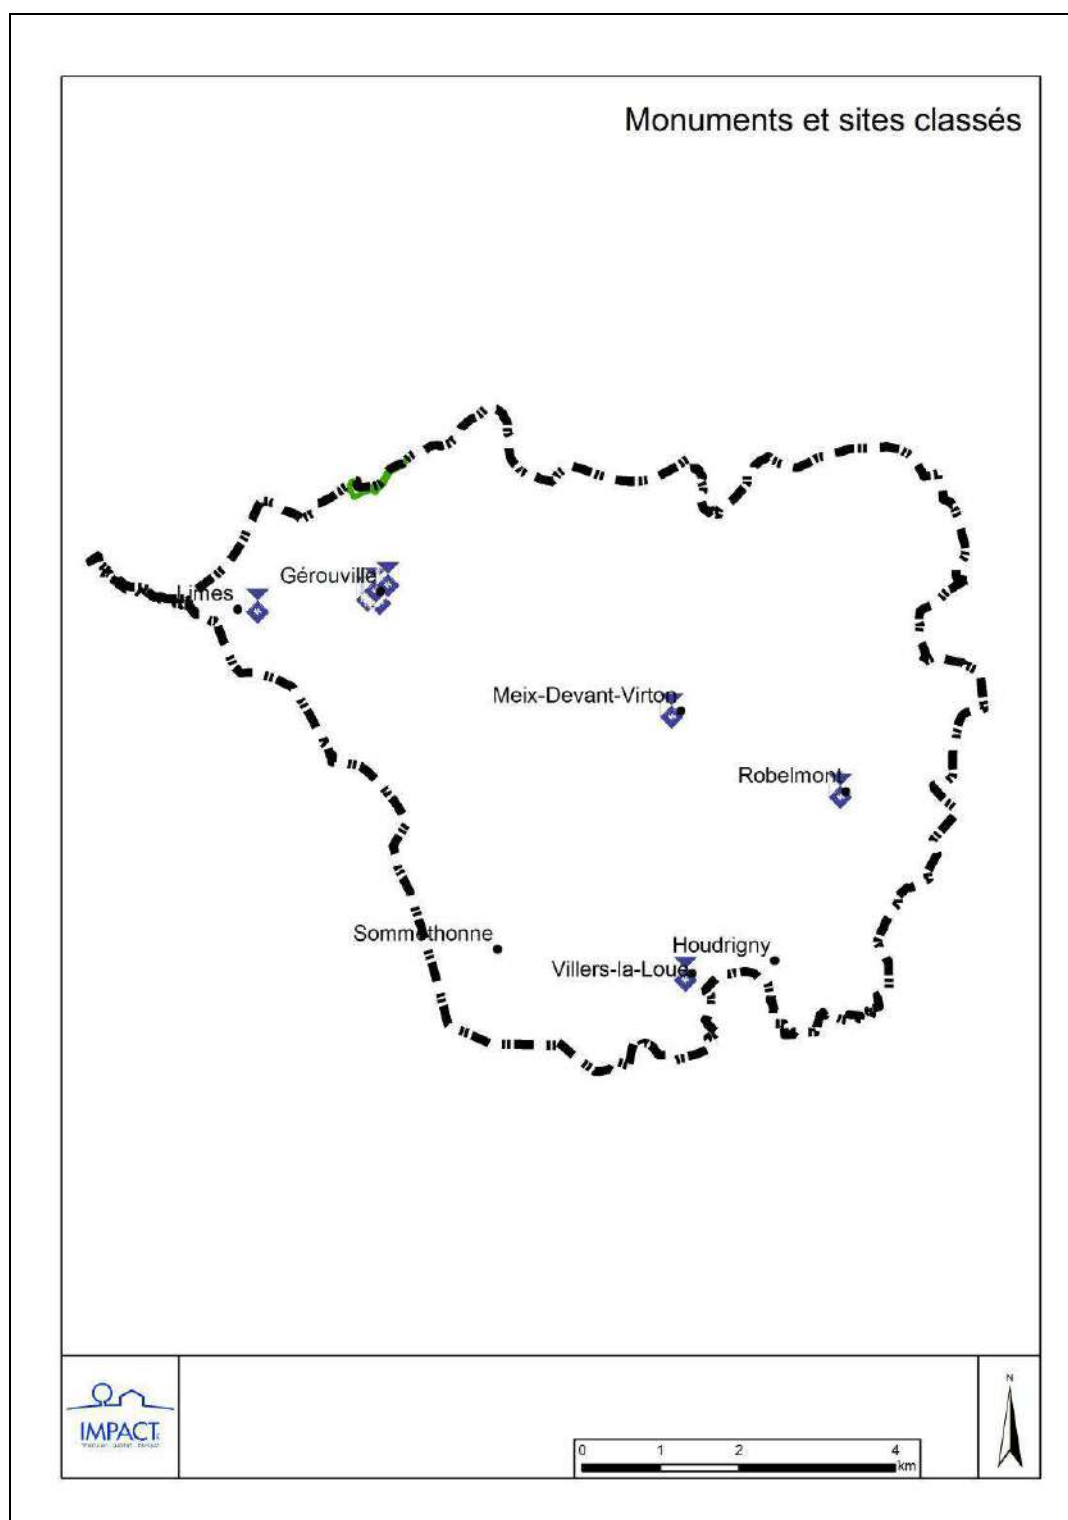 Monuments et sites classés
Gérouville
Limes
Meix-Devant-Virton
Robelmont
Sommethonne
Houdrigny
Villers-la-Loue
N
IMPACT
0 1 2 4
km